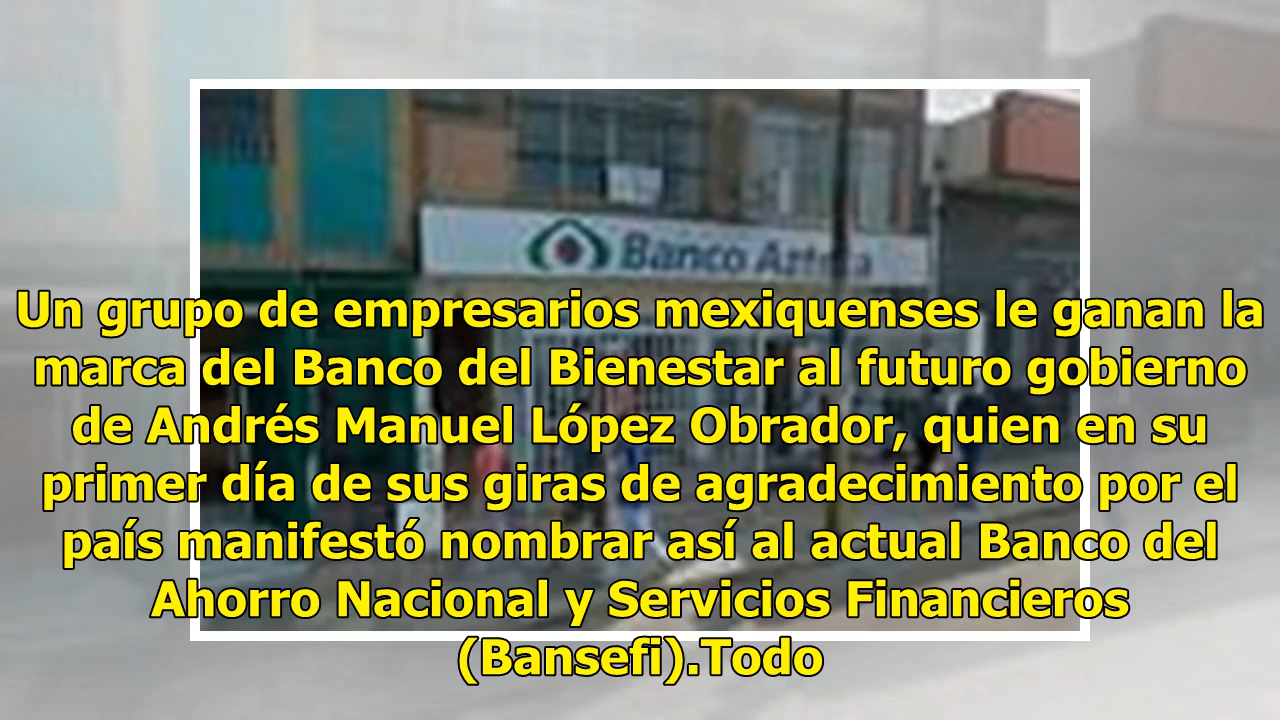 Banco Azteca
Un grupo de empresarios mexiquenses le ganan la
marca del Banco del Bienestar al futuro gobierno
de Andrés Manuel López Obrador, quien en su
primer día de sus giras de agradecimiento por el
país manifestó nombrar así al actual Banco del
Ahorro Nacional y Servicios Financieros
(Bansefi).Todo